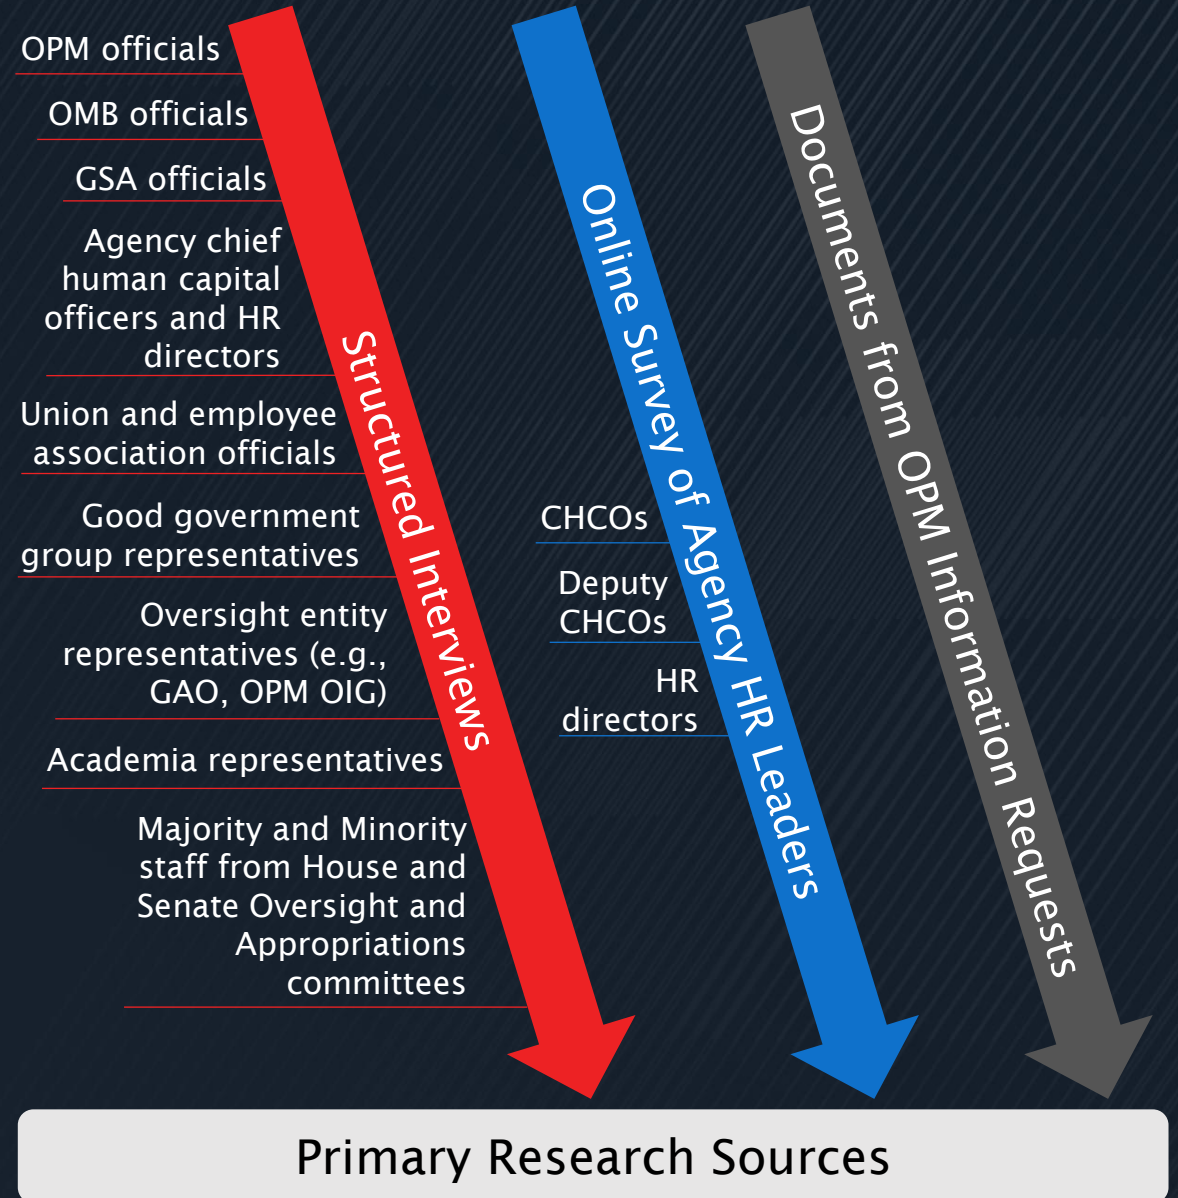 OPM officials
OMB officials
GSA officials
Agency chief
human capital
officers and HR
directors
Union and employee
association officials
Good government
group representatives
Oversight entity
representatives (e.g.,
GAO, OPM OIG)
Academia representatives
Majority and Minority
staff from House and
Senate Oversight and
Appropriations
committees
Structured Interviews
CHCOs
Deputy
CHCOs
HR
directors
Online Survey of Agency HR Leaders
Documents from OPM Information Requests
Primary Research Sources